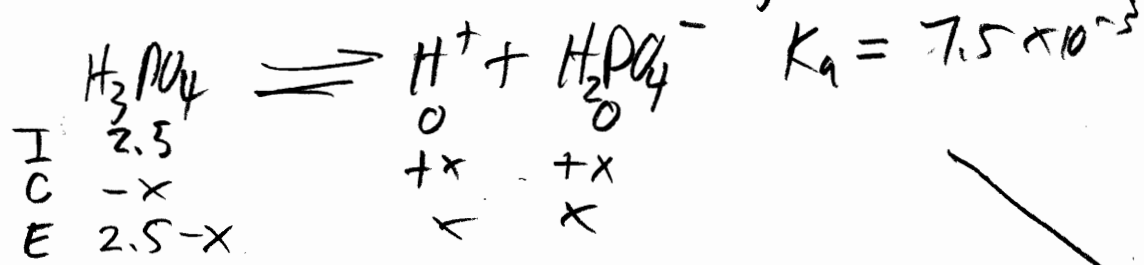 H₃PO₄ ⇌ H⁺ + H₂PO₄⁻ Kₐ = 7.5 × 10⁻³
I 2.5 0 0
C -x +x +x
E 2.5-x x x